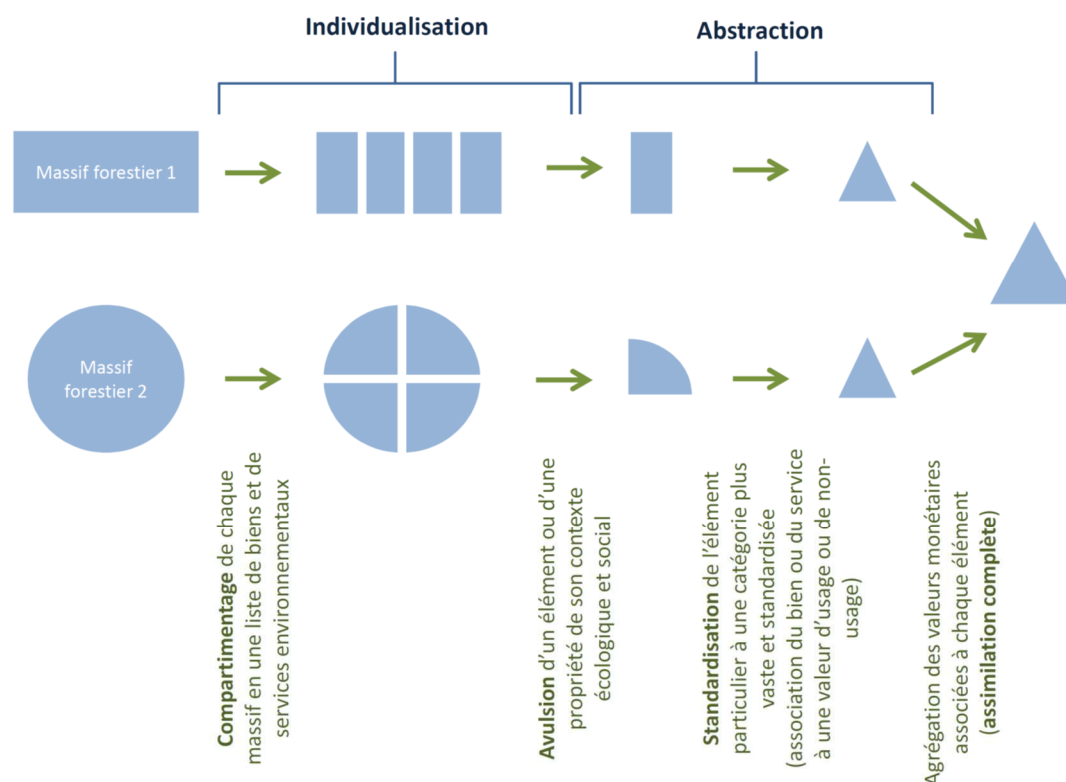 Individualisation
Abstraction
Massif forestier 1
Massif
forestier 2
Compartimentage de chaque
massif en une liste de biens et de
services environnementaux
Avulsion d'un élément ou d'une
propriété de son contexte
écologique et social
Standardisation de l'élément
particulier à une catégorie plus
vaste et standardisée
(association du bien ou du service
à une valeur d'usage ou de non-
usage)
Agrégation des valeurs monétaires
associées à chaque élément
(assimilation complète)